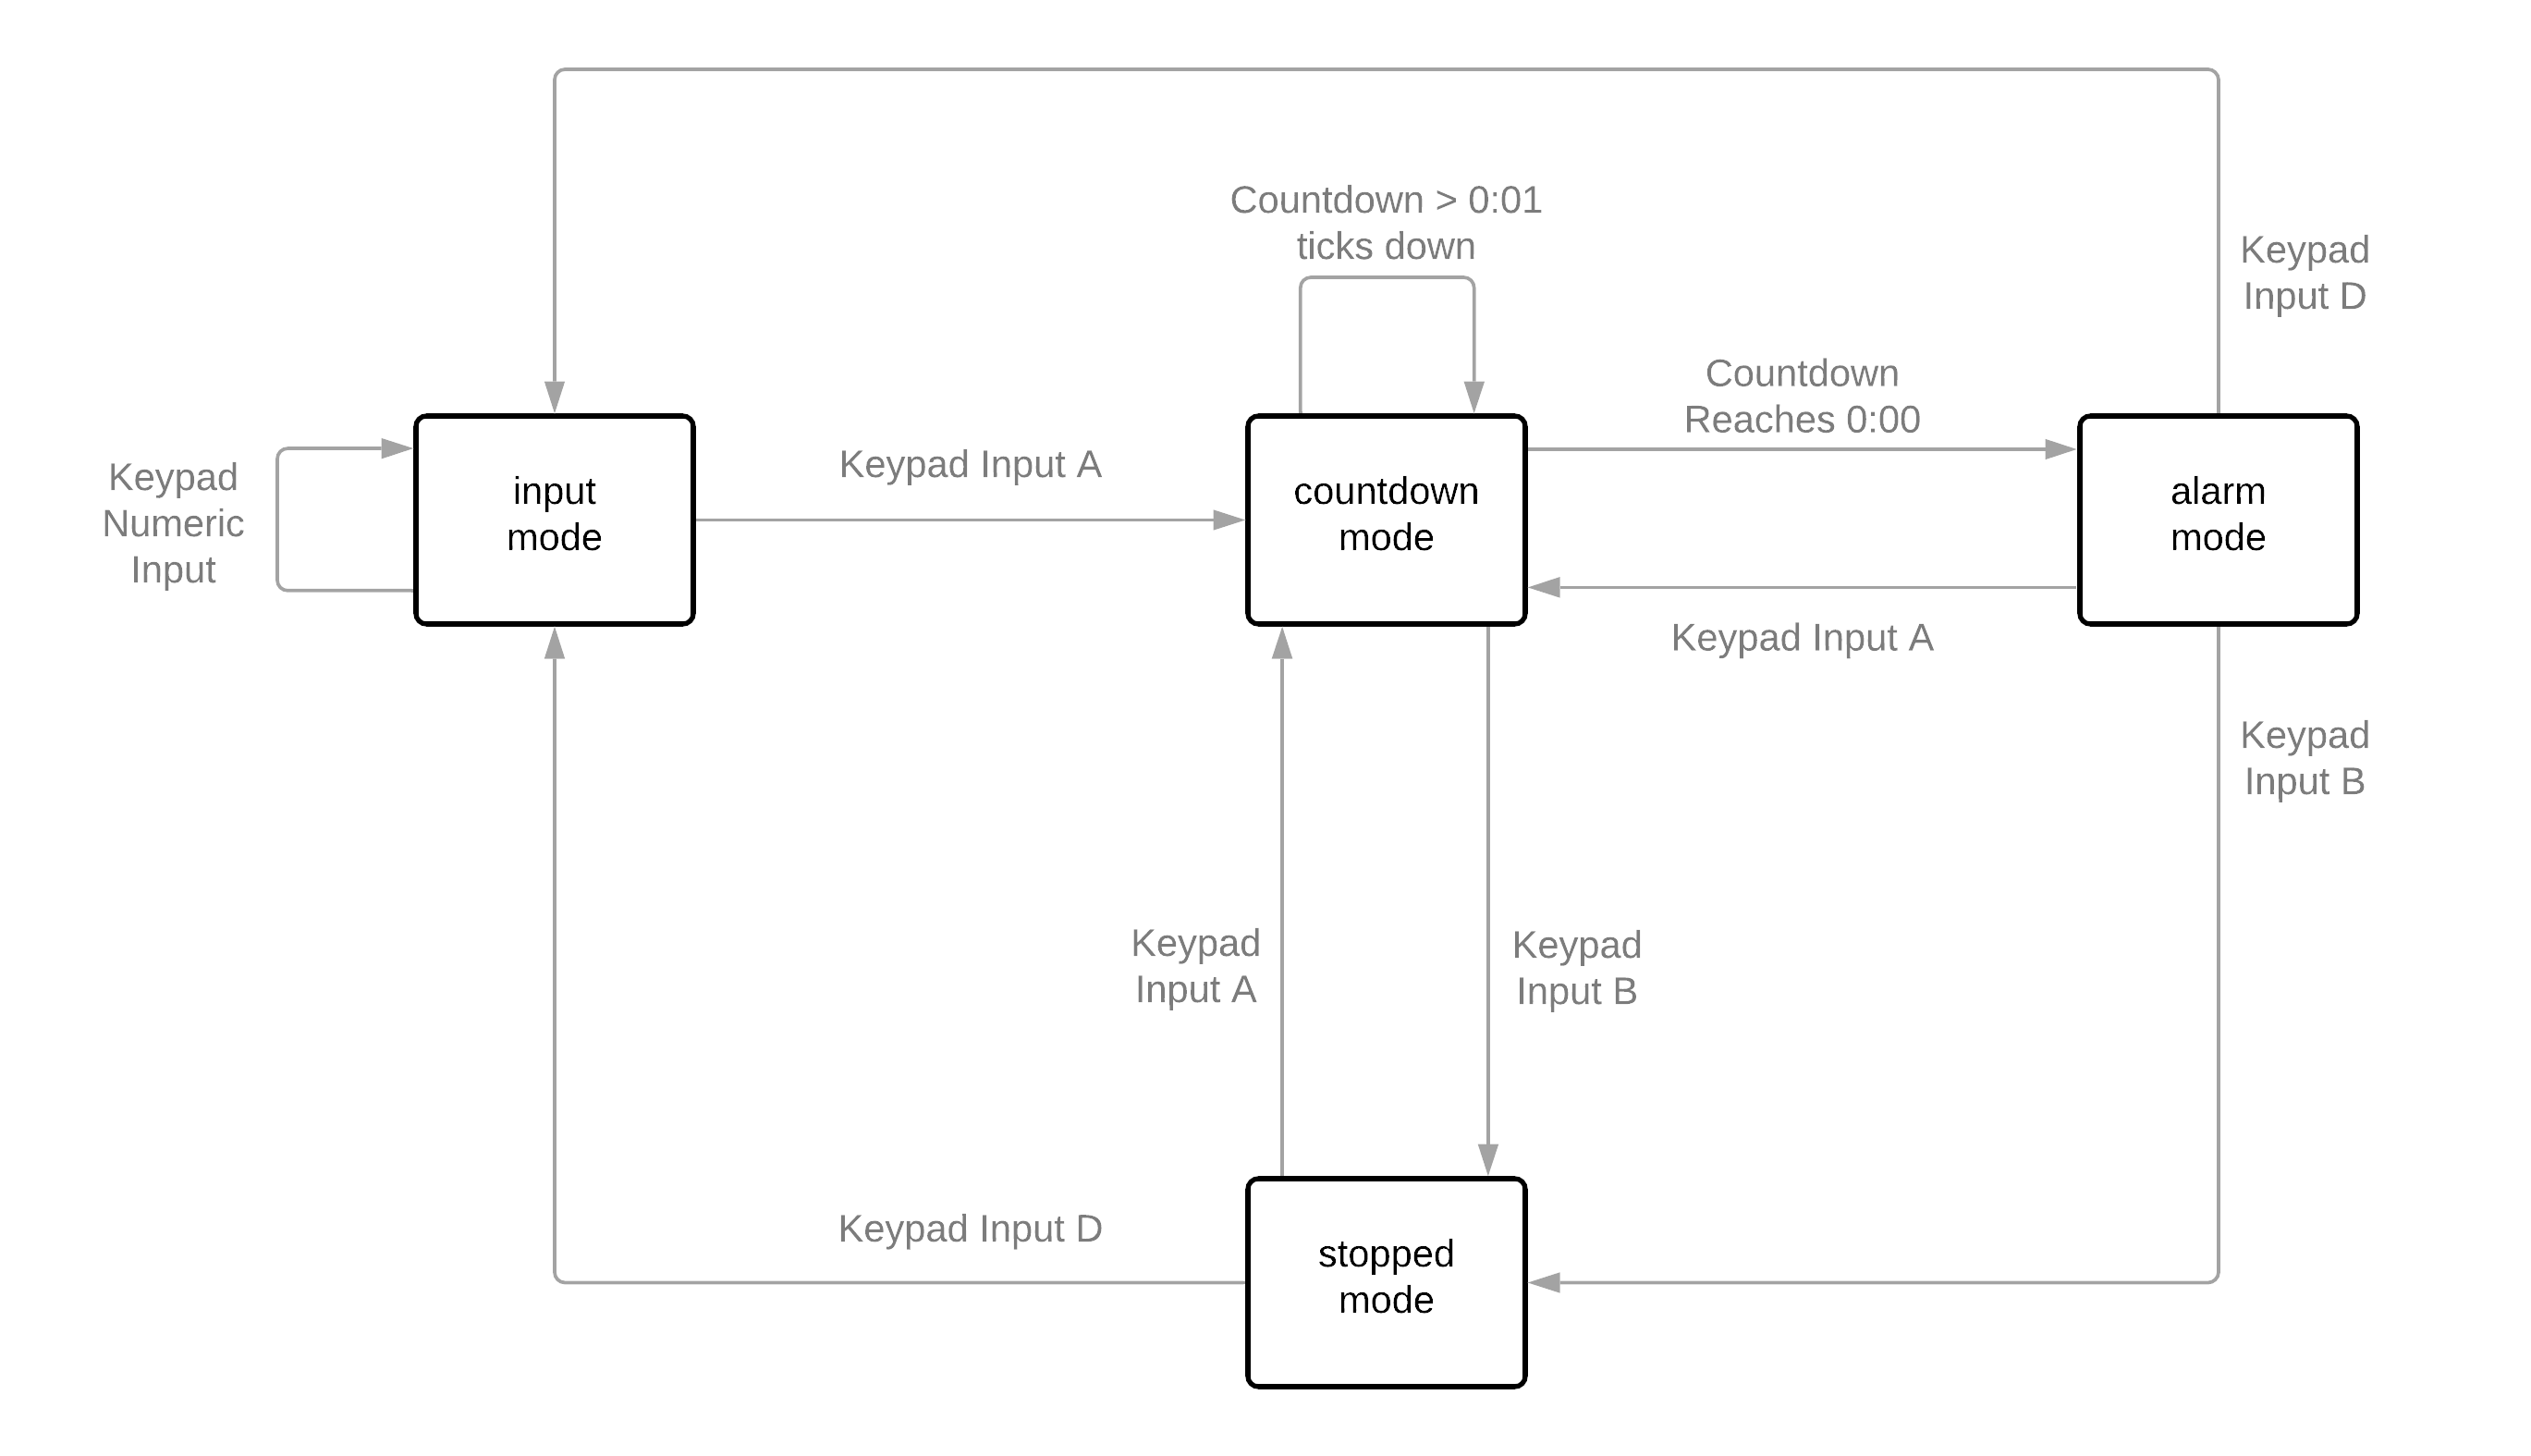 Countdown > 0:01
ticks down
Keypad
Input D
Countdown
Reaches 0:00
Keypad
Numeric
Input
input
mode
Keypad Input A
countdown
mode
alarm
mode
Keypad Input A
Keypad
Input B
Keypad
Input A
Keypad
Input B
Keypad Input D
stopped
mode